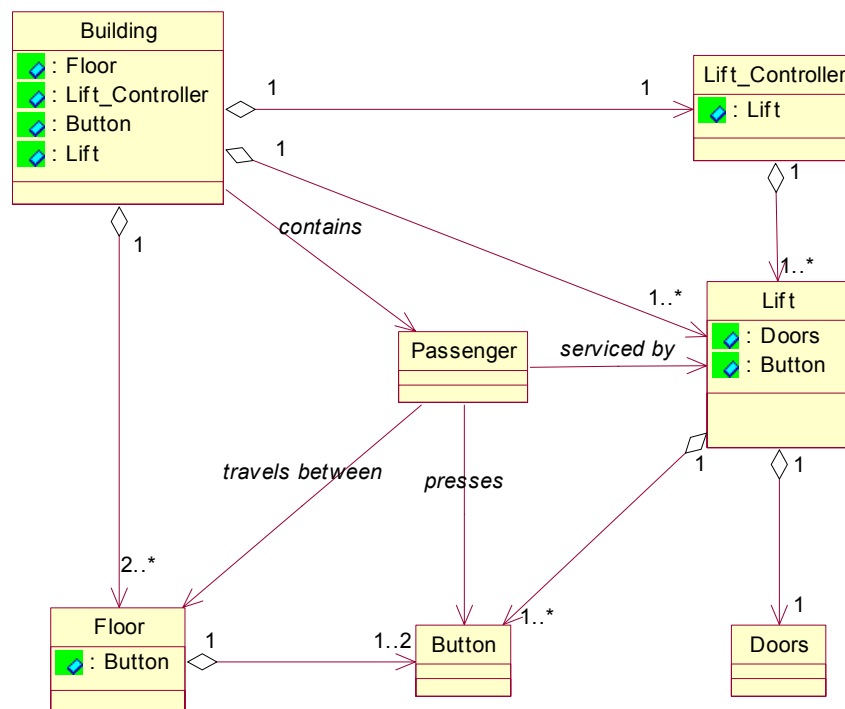 Building
: Floor
: Lift_Controller
: Button
: Lift
1
1
Lift_Controller
: Lift
1
1
1
contains
1..*
1..*
Lift
: Doors
: Button
Passenger
serviced by
travels between
presses
1
1
2..*
1..*
1
Floor
: Button
1
1..2
Button
Doors